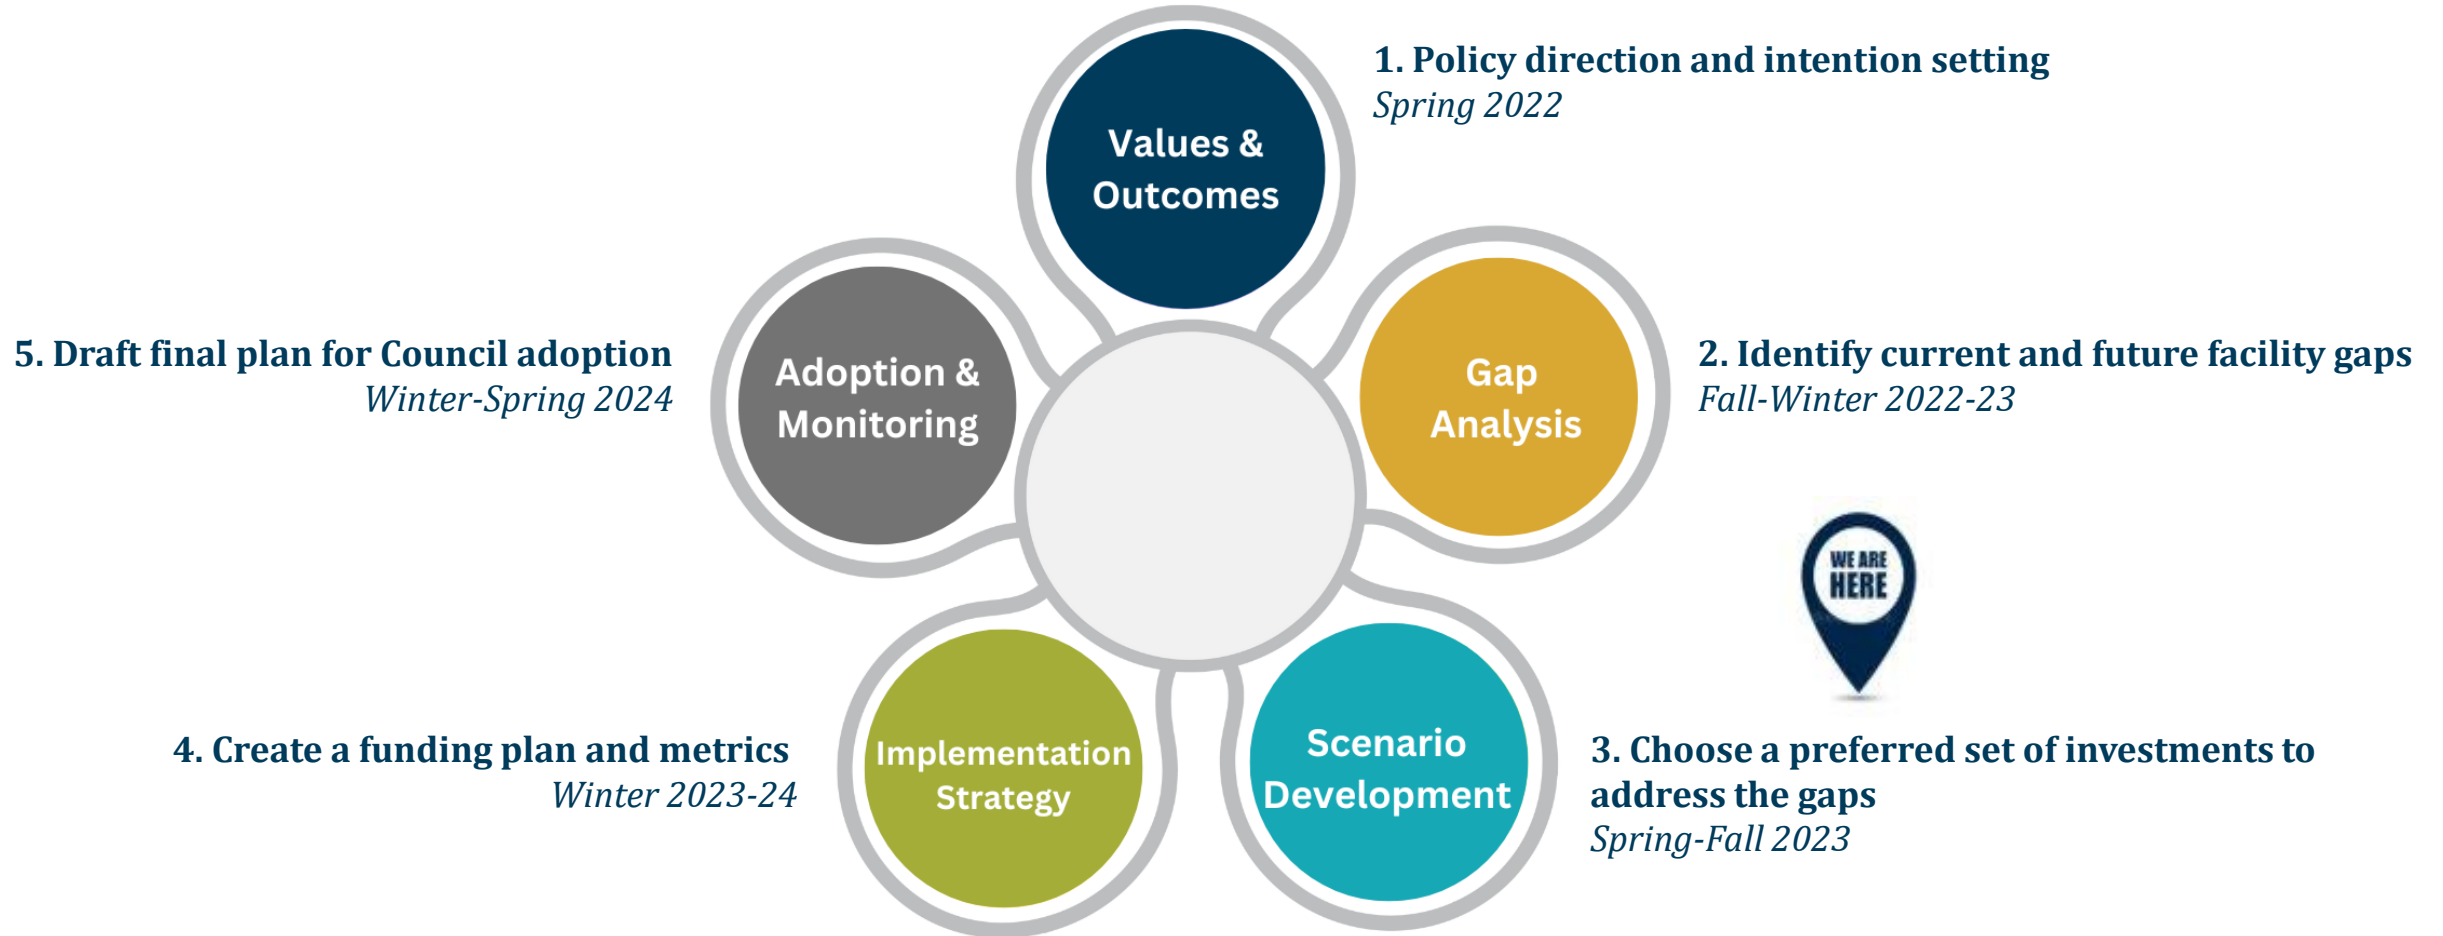 Values &
Outcomes
1. Policy direction and intention setting
Spring 2022
Gap
Analysis
2. Identify current and future facility gaps
Fall-Winter 2022-23
WE ARE
HERE
Scenario
Development
3. Choose a preferred set of investments to
address the gaps
Spring-Fall 2023
Implementation
Strategy
4. Create a funding plan and metrics
Winter 2023-24
Adoption &
Monitoring
5. Draft final plan for Council adoption
Winter-Spring 2024